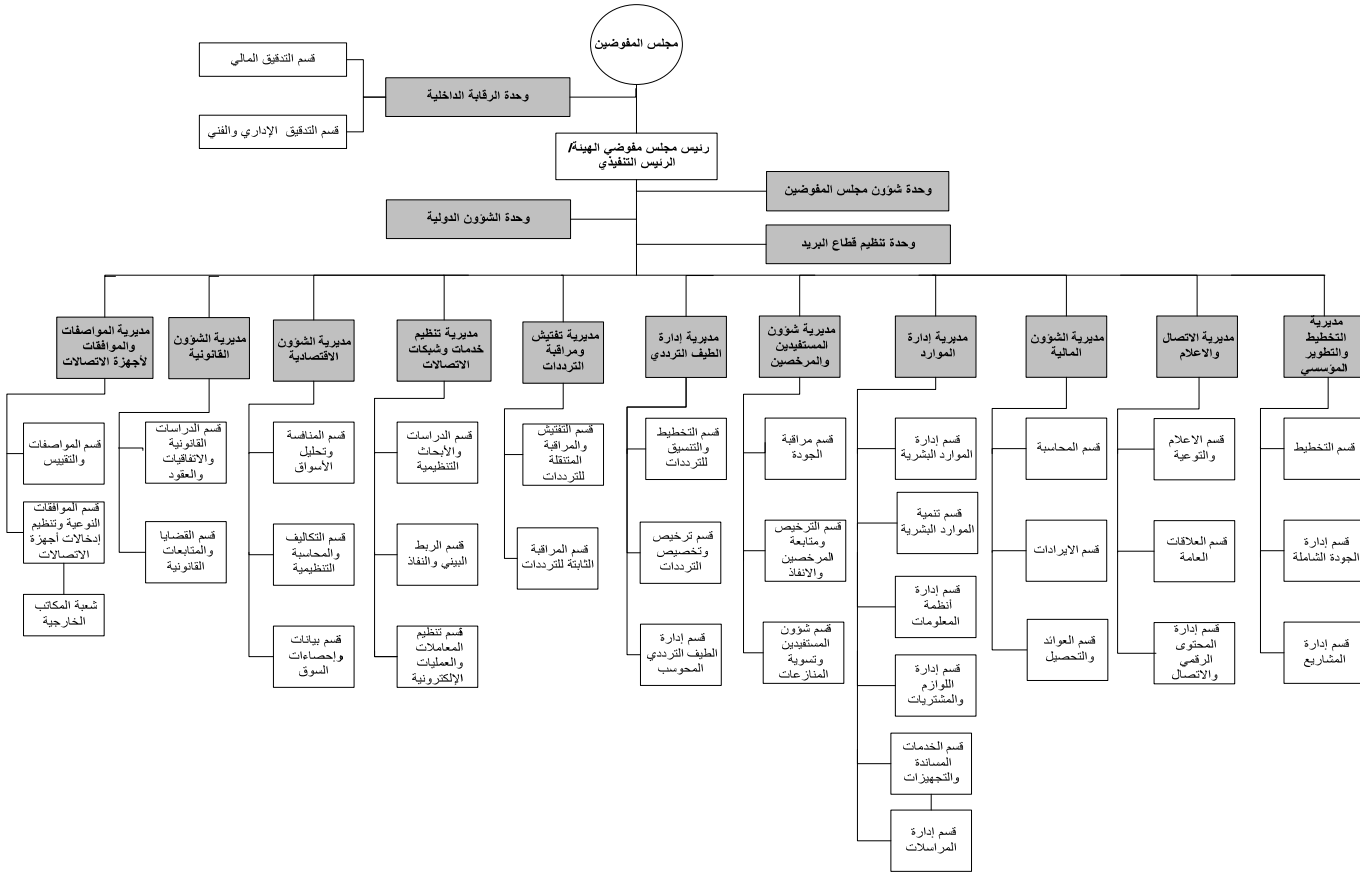 مجلس المفوضين
قسم التدقيق المالي
وحدة الرقابة الداخلية
قسم التدقيق الإداري والفني
رئيس مجلس مفوضي الهيئة/
الرئيس التنفيذي
وحدة شؤون مجلس المفوضين
وحدة الشؤون الدولية
وحدة تنظيم قطاع البريد
مديرية
التخطيط
والتطوير
المؤسسي
قسم التخطيط
قسم إدارة
الجودة الشاملة
قسم إدارة
المشاريع
مديرية الاتصال
والاعلام
قسم الاعلام
والتوعية
قسم العلاقات
العامة
قسم إدارة
المحتوى
الرقمي
والاتصال
مديرية الشؤون
المالية
قسم المحاسبة
قسم الايرادات
قسم العوائد
والتحصيل
مديرية إدارة
الموارد
قسم إدارة
الموارد البشرية
قسم تنمية
الموارد البشرية
قسم إدارة
أنظمة
المعلومات
قسم إدارة
اللوازم
والمشتريات
قسم الخدمات
المساندة
والتجهيزات
قسم إدارة
المراسلات
مديرية شؤون
المستفيدين
والمرخصين
قسم مراقبة
الجودة
قسم الترخيص
ومتابعة
المرخصين
والانفاذ
قسم شؤون
المستفيدين
وتسوية
المنازعات
مديرية إدارة
الطيف الترددي
قسم التخطيط
والتنسيق
للترددات
قسم ترخيص
وتخصيص
الترددات
قسم إدارة
الطيف الترددي
المحوسب
مديرية تفتيش
ومراقبة
الترددات
قسم التفتيش
والمراقبة
المتنقلة
للترددات
قسم المراقبة
الثابتة للترددات
مديرية تنظيم
خدمات وشبكات
الاتصالات
قسم الدراسات
والأبحاث
التنظيمية
قسم الربط
البيني والنفاذ
قسم تنظيم
المعاملات
والعمليات
الإلكترونية
مديرية الشؤون
الاقتصادية
قسم المنافسة
وتحليل
الأسواق
قسم التكاليف
والمحاسبة
التنظيمية
قسم بيانات
وإحصاءات
السوق
مديرية الشؤون
القانونية
قسم الدراسات
القانونية
والاتفاقيات
والعقود
قسم القضايا
والمتابعات
القانونية
مديرية المواصفات
والموافقات
لأجهزة الاتصالات
قسم المواصفات
والتقييس
قسم الموافقات
النوعية وتنظيم
إدخالات أجهزة
الاتصالات
شعبة المكاتب
الخارجية